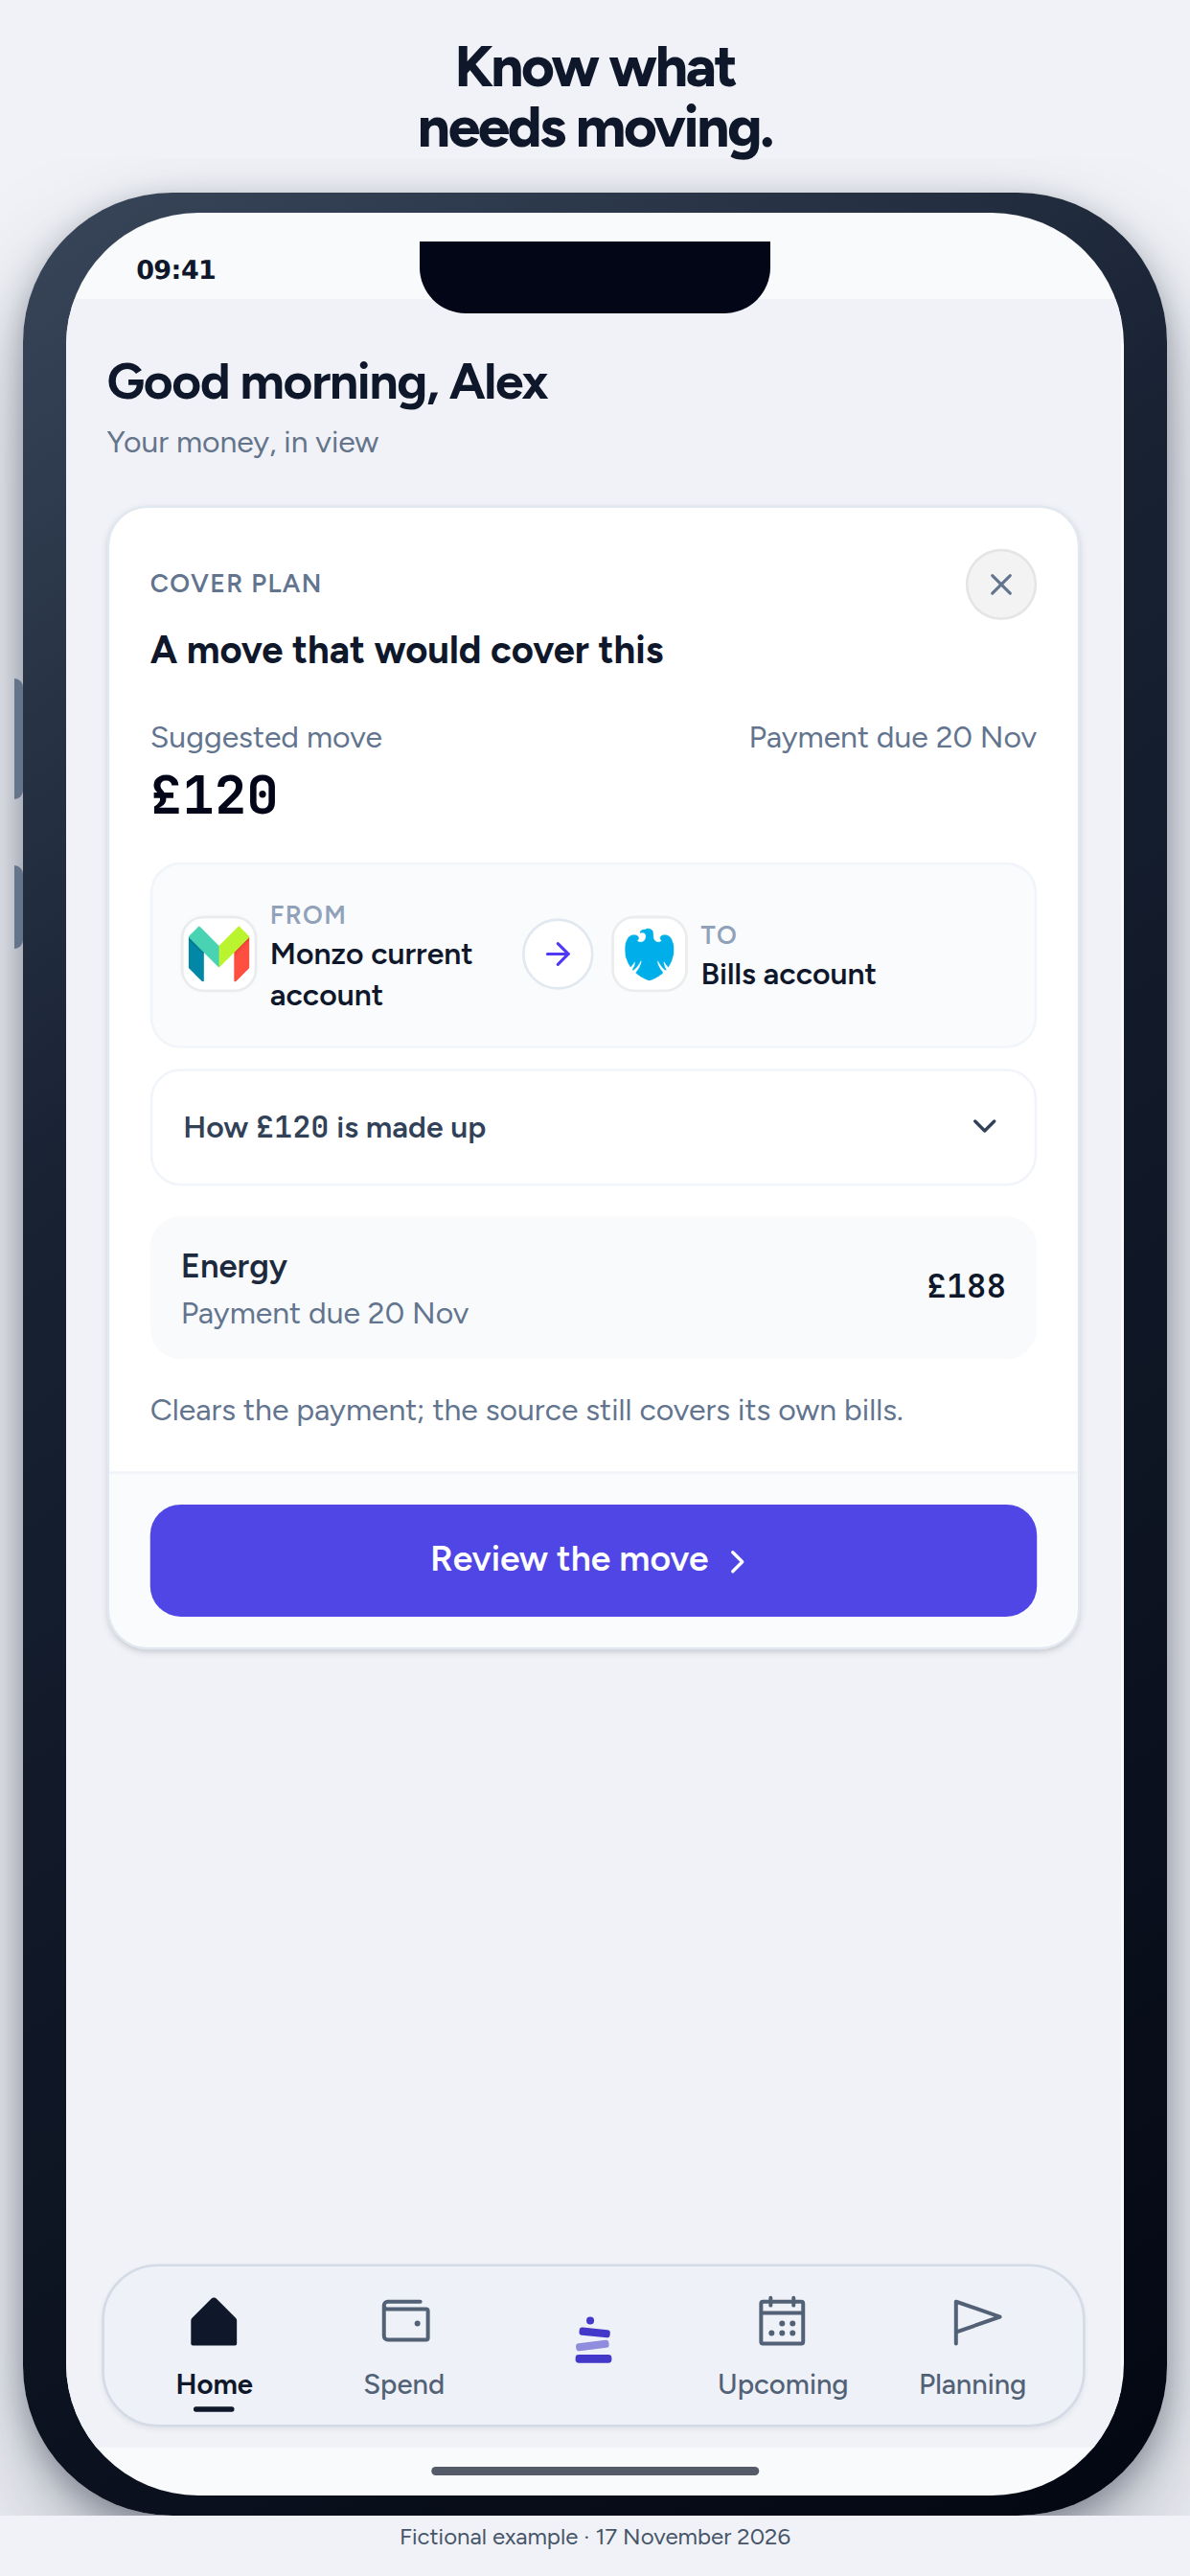 Know what
needs moving.
09:41
Good morning, Alex
Your money, in view
COVER PLAN
A move that would cover this
Suggested move
Payment due 20 Nov
£120
FROM
Monzo current
account
TO
Bills account
How £120 is made up
Energy
Payment due 20 Nov
£188
Clears the payment; the source still covers its own bills.
Review the move
Home
Spend
Upcoming
Planning
Fictional example · 17 November 2026